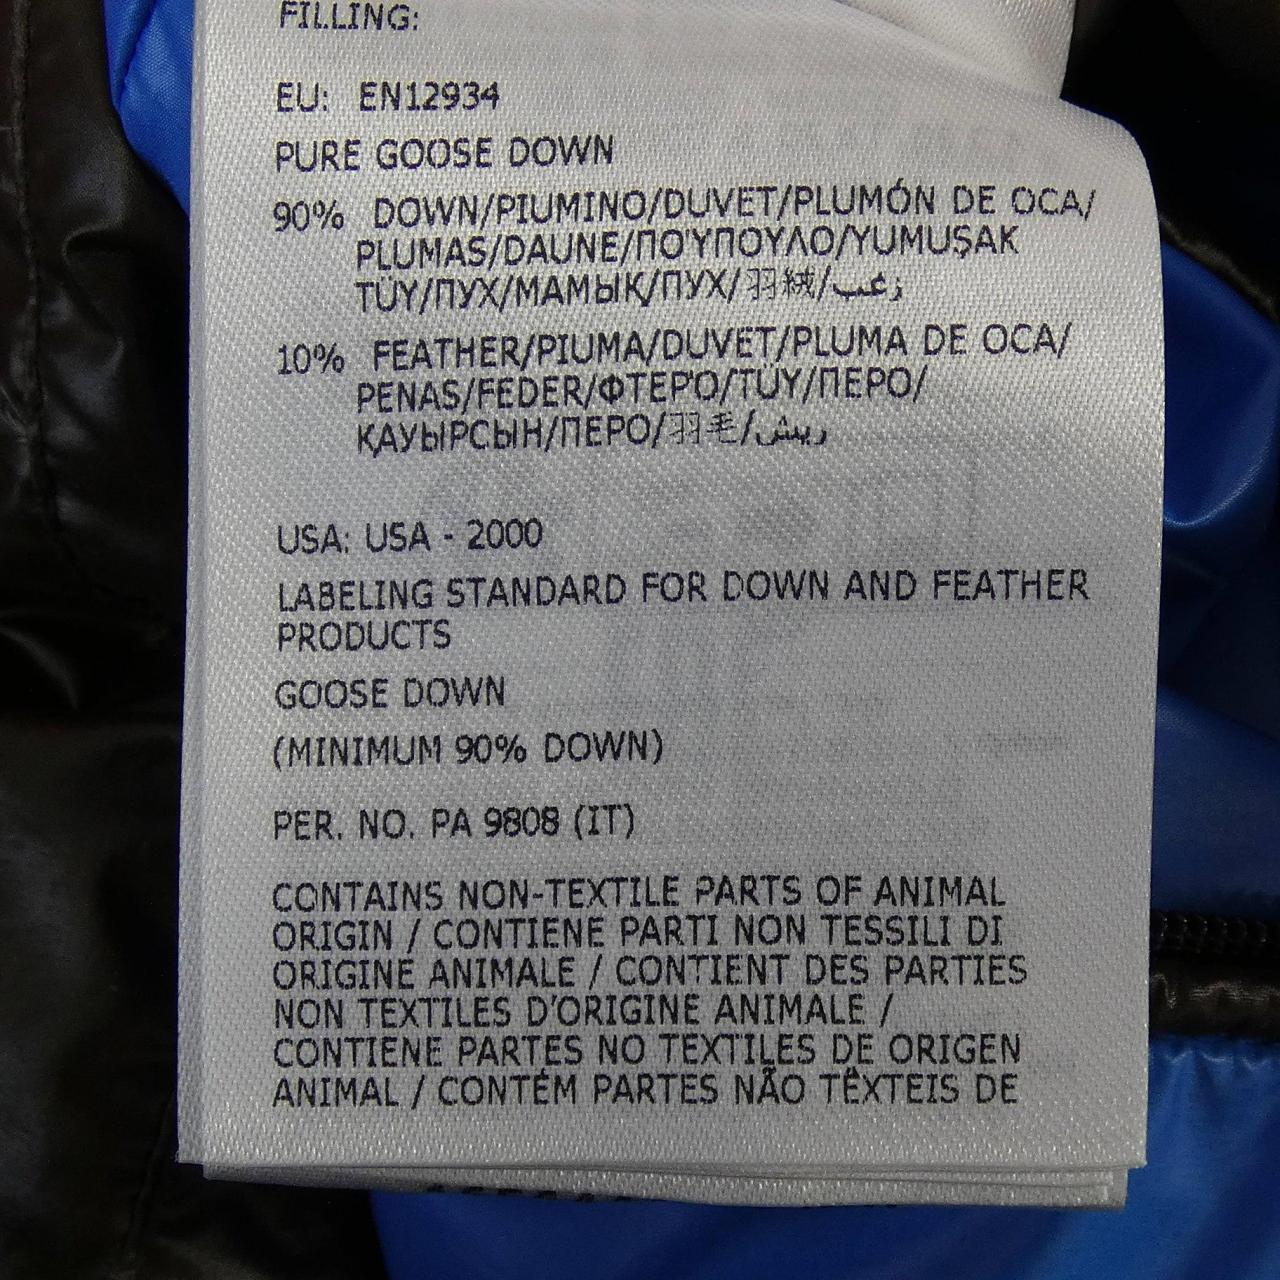 FILLING:
EU: EN12934
PURE GOOSE DOWN
90% DOWN/PIUMINO/DUVET/PLUMÓN DE OCA/
PLUMAS/DAUNE/ΠΟΎΠΟΥΛΟ/YUMUŞAK
TÜY/ПУХ/МАМЫҚ/ПУХ/羽絨/زغب
10% FEATHER/PIUMA/DUVET/PLUMA DE OCA/
PENAS/FEDER/ΦΤΕΡΌ/TÜY/ПЕРО/
ҚАУЫРСЫН/ПЕРО/羽毛/ريش
USA: USA - 2000
LABELING STANDARD FOR DOWN AND FEATHER
PRODUCTS
GOOSE DOWN
(MINIMUM 90% DOWN)
PER. NO. PA 9808 (IT)
CONTAINS NON-TEXTILE PARTS OF ANIMAL
ORIGIN / CONTIENE PARTI NON TESSILI DI
ORIGINE ANIMALE / CONTIENT DES PARTIES
NON TEXTILES D'ORIGINE ANIMALE /
CONTIENE PARTES NO TEXTILES DE ORIGEN
ANIMAL / CONTÉM PARTES NÃO TÊXTEIS DE